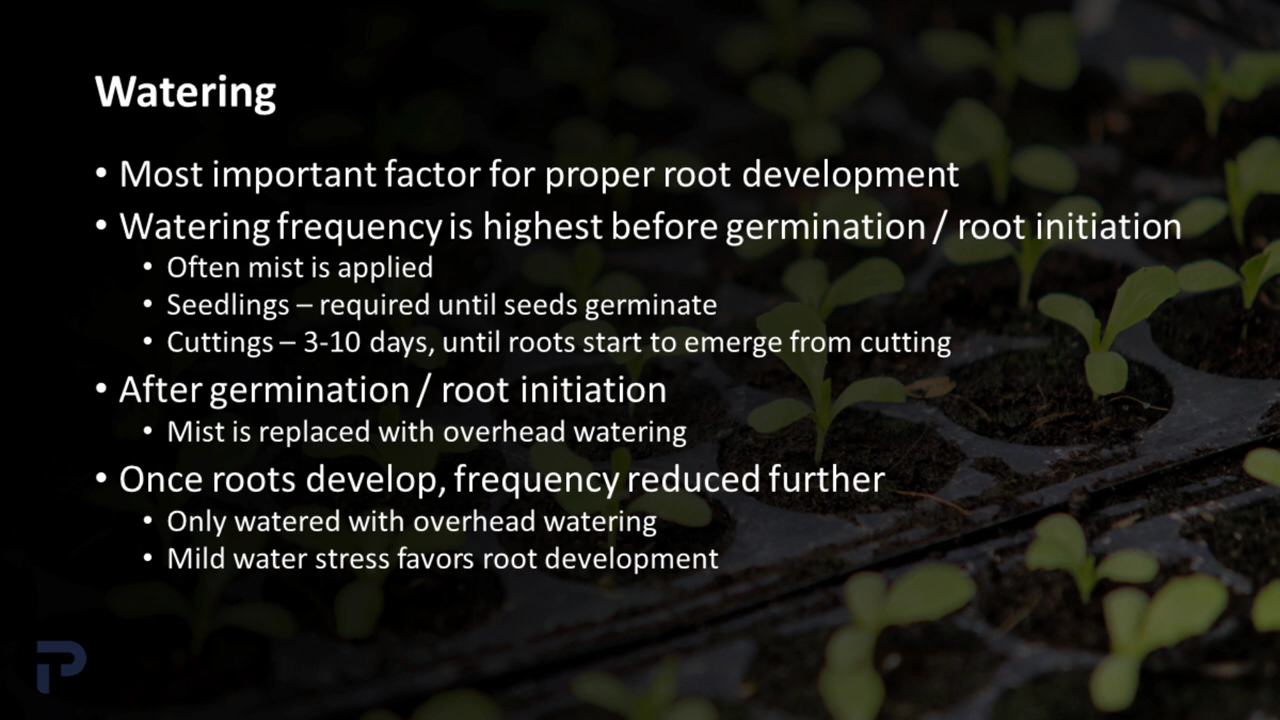 Watering
• Most important factor for proper root development
• Watering frequency is highest before germination / root initiation
• Often mist is applied
• Seedlings – required until seeds germinate
• Cuttings – 3-10 days, until roots start to emerge from cutting
• After germination / root initiation
• Mist is replaced with overhead watering
• Once roots develop, frequency reduced further
• Only watered with overhead watering
• Mild water stress favors root development